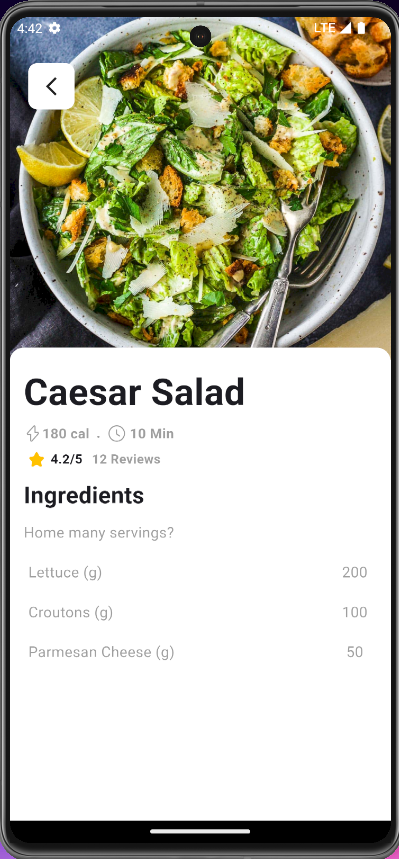 4:42 LTE
Caesar Salad
180 cal . 10 Min
4.2/5 12 Reviews
Ingredients
Home many servings?
Lettuce (g) 200
Croutons (g) 100
Parmesan Cheese (g) 50